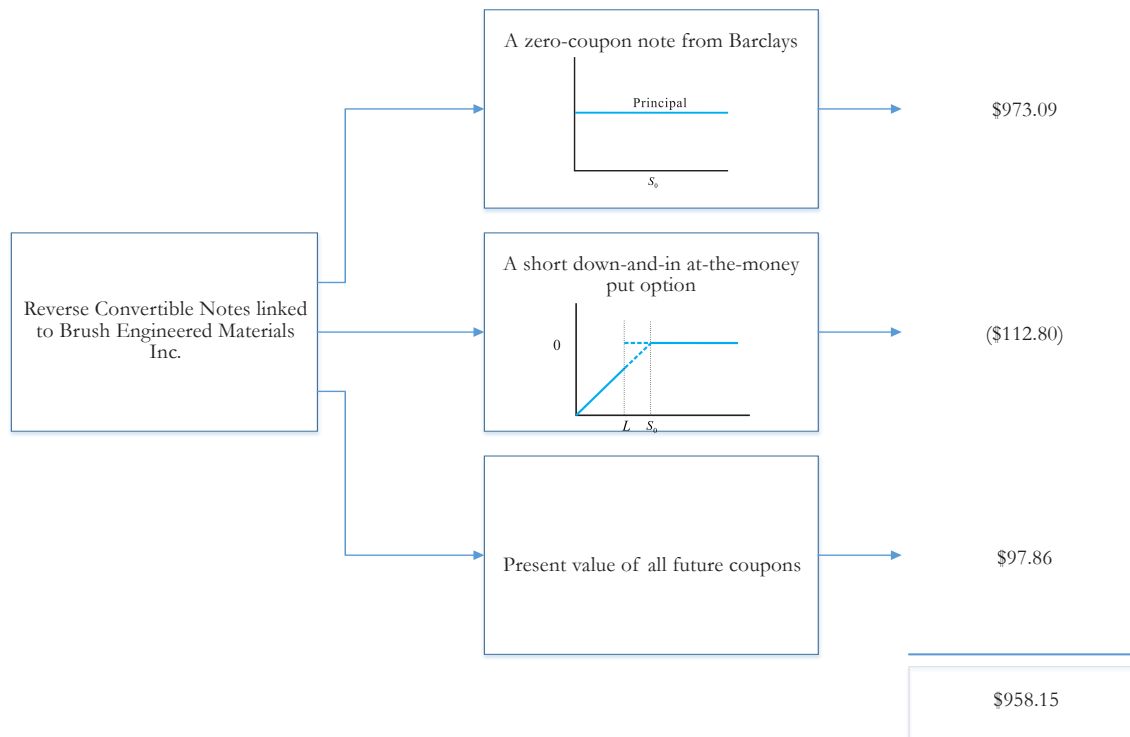 A zero-coupon note from Barclays
Principal
S₀
$973.09
Reverse Convertible Notes linked
to Brush Engineered Materials
Inc.
A short down-and-in at-the-money
put option
0
L S₀
($112.80)
Present value of all future coupons
$97.86
$958.15